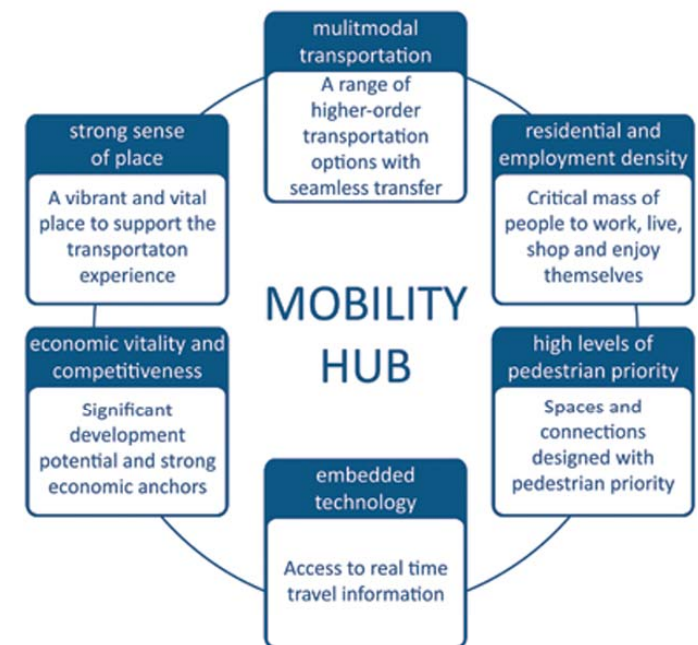 mulitmodal
transportation
A range of
higher-order
transportation
options with
seamless transfer
residential and
employment density
Critical mass of
people to work, live,
shop and enjoy
themselves
high levels of
pedestrian priority
Spaces and
connections
designed with
pedestrian priority
embedded
technology
Access to real time
travel information
economic vitality and
competitiveness
Significant
development
potential and strong
economic anchors
strong sense
of place
A vibrant and vital
place to support the
transportaton
experience
MOBILITY
HUB